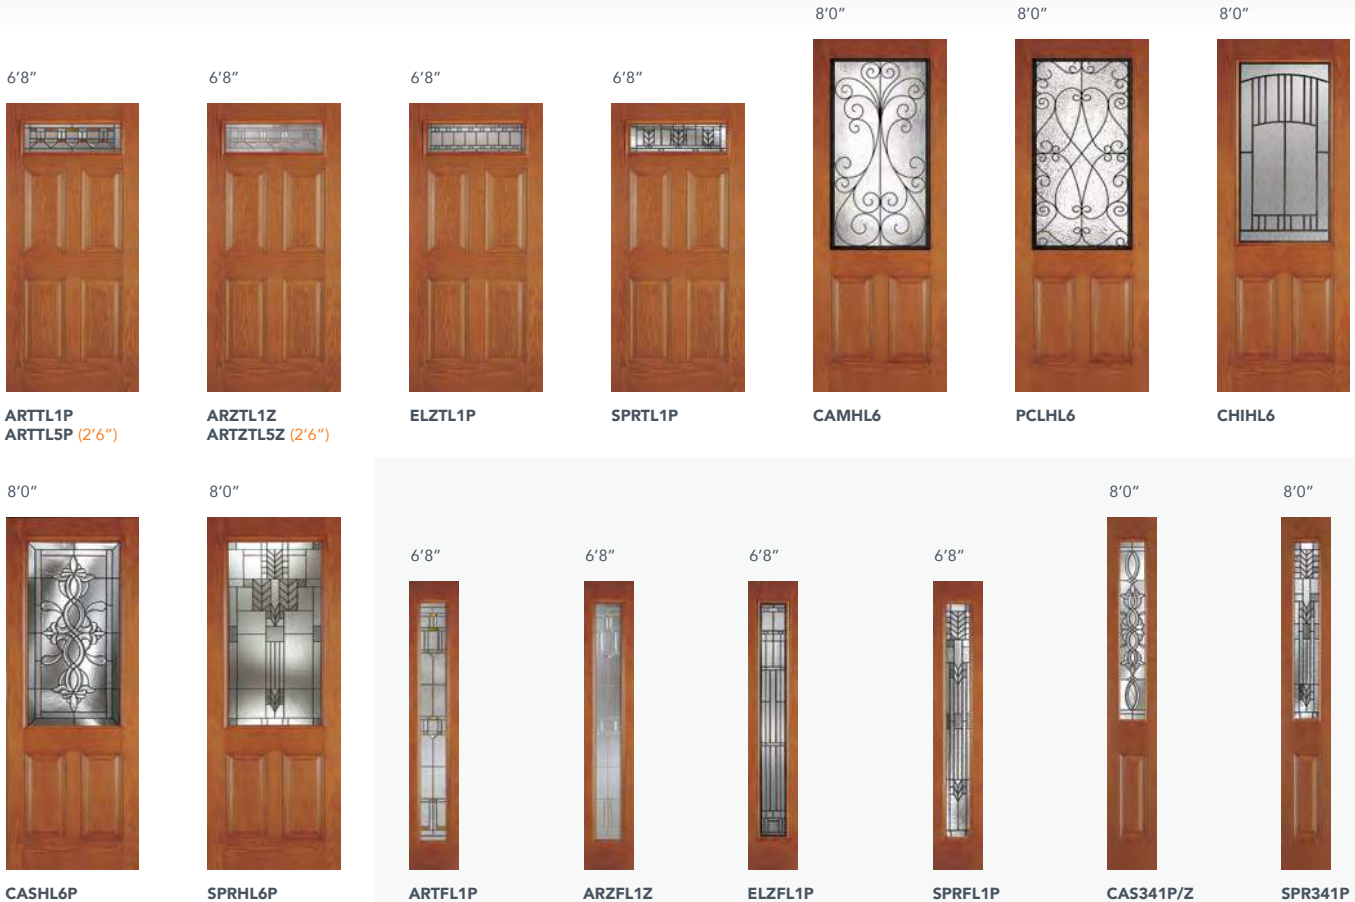 8’0”
8’0”
8’0”
6’8”
6’8”
6’8”
6’8”
ARTTL1P
ARTTL5P (2’6”)
ARZTL1Z
ARTZTL5Z (2’6”)
ELZTL1P
SPRTL1P
CAMHL6
PCLHL6
CHIHL6
8’0”
8’0”
8’0”
8’0”
6’8”
6’8”
6’8”
6’8”
CASHL6P
SPRHL6P
ARTFL1P
ARZFL1Z
ELZFL1P
SPRFL1P
CAS341P/Z
SPR341P